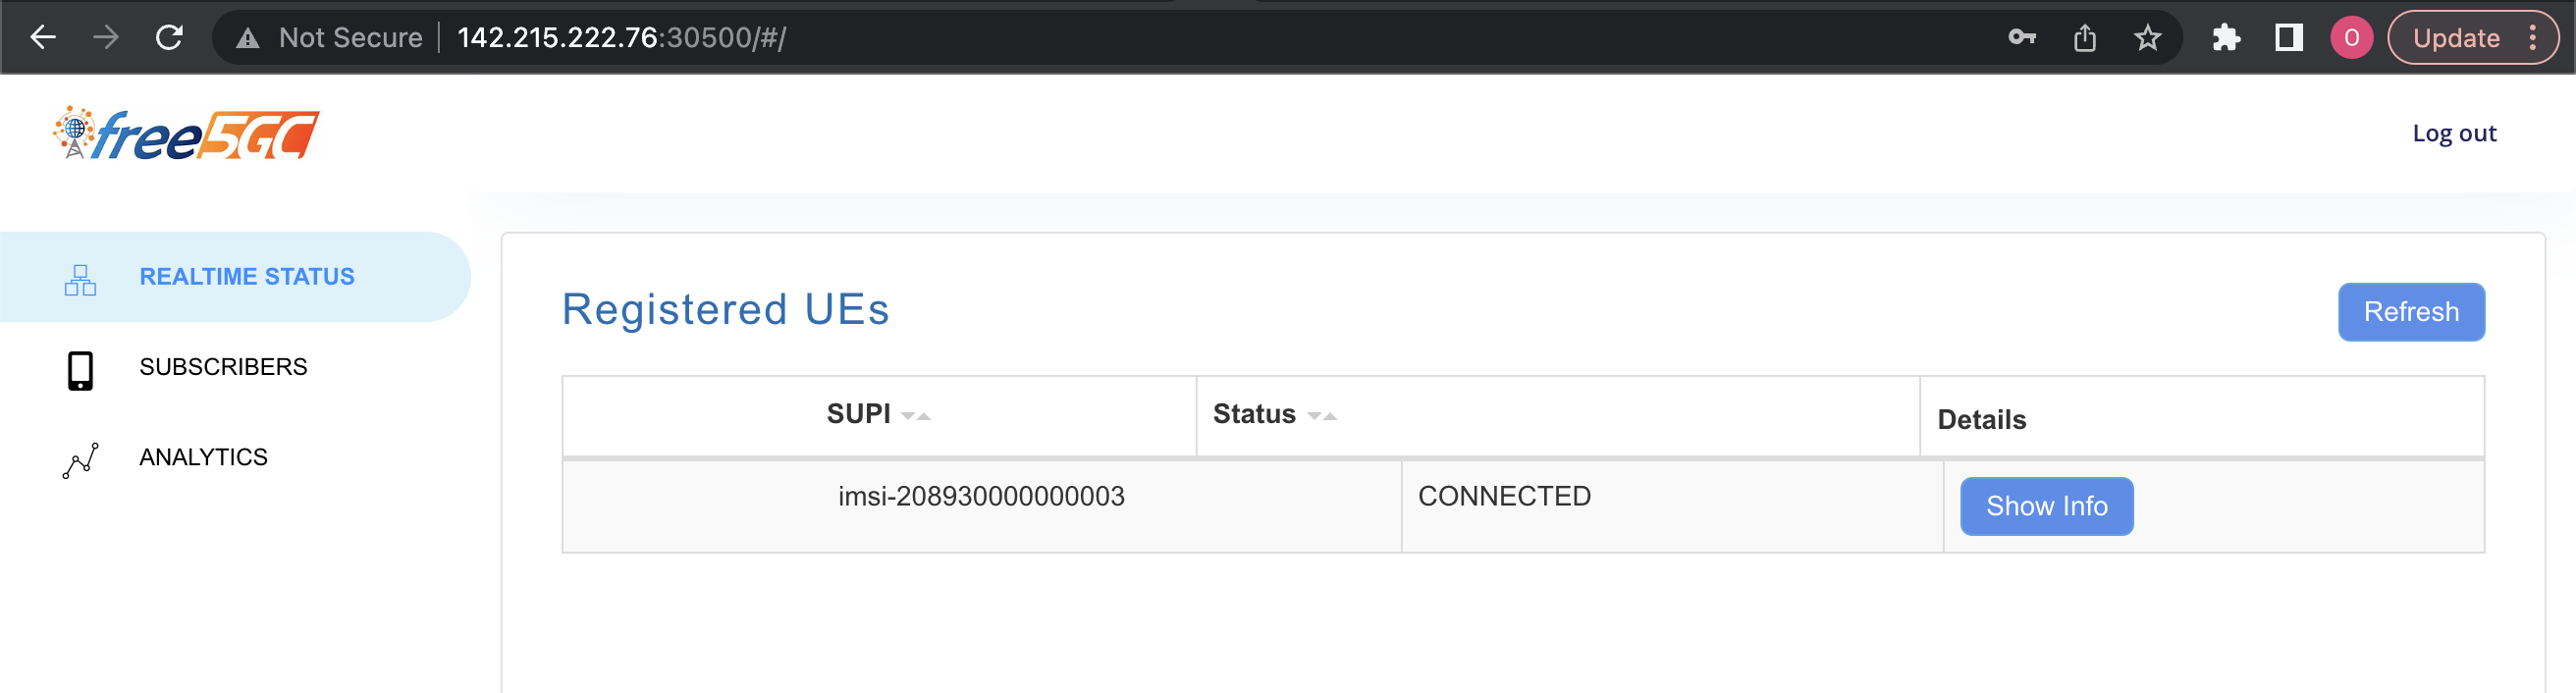 Not Secure 142.215.222.76:30500/#/ O Update
free5GC
Log out
REALTIME STATUS
SUBSCRIBERS
ANALYTICS
Registered UEs
Refresh
SUPI Status Details
imsi-208930000000003 CONNECTED Show Info